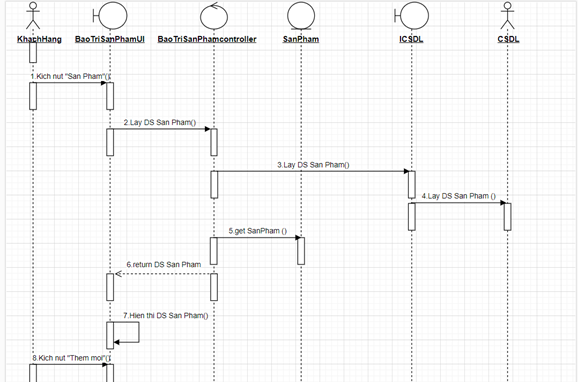 KhachHang
BaoTriSanPhamUI
BaoTriSanPhamcontroller
SanPham
ICSDL
CSDL
1.Kich nut "San Pham"()
2.Lay DS San Pham()
3.Lay DS San Pham()
4.Lay DS San Pham ()
5.get SanPham ()
6.return DS San Pham
7.Hien thi DS San Pham()
8.Kich nut "Them moi"()